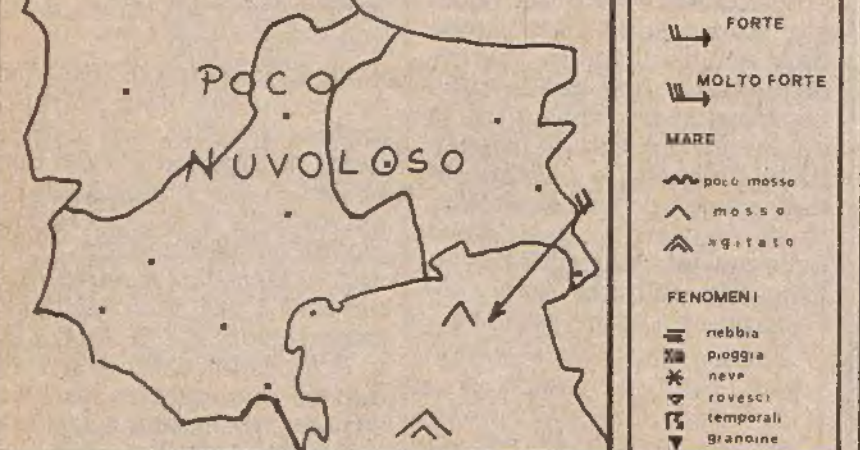 POCO
NUVOLOSO
FORTE
MOLTO FORTE
MARE
poco mosso
mosso
agitato
FENOMENI
nebbia
pioggia
neve
rovesci
temporali
grandine